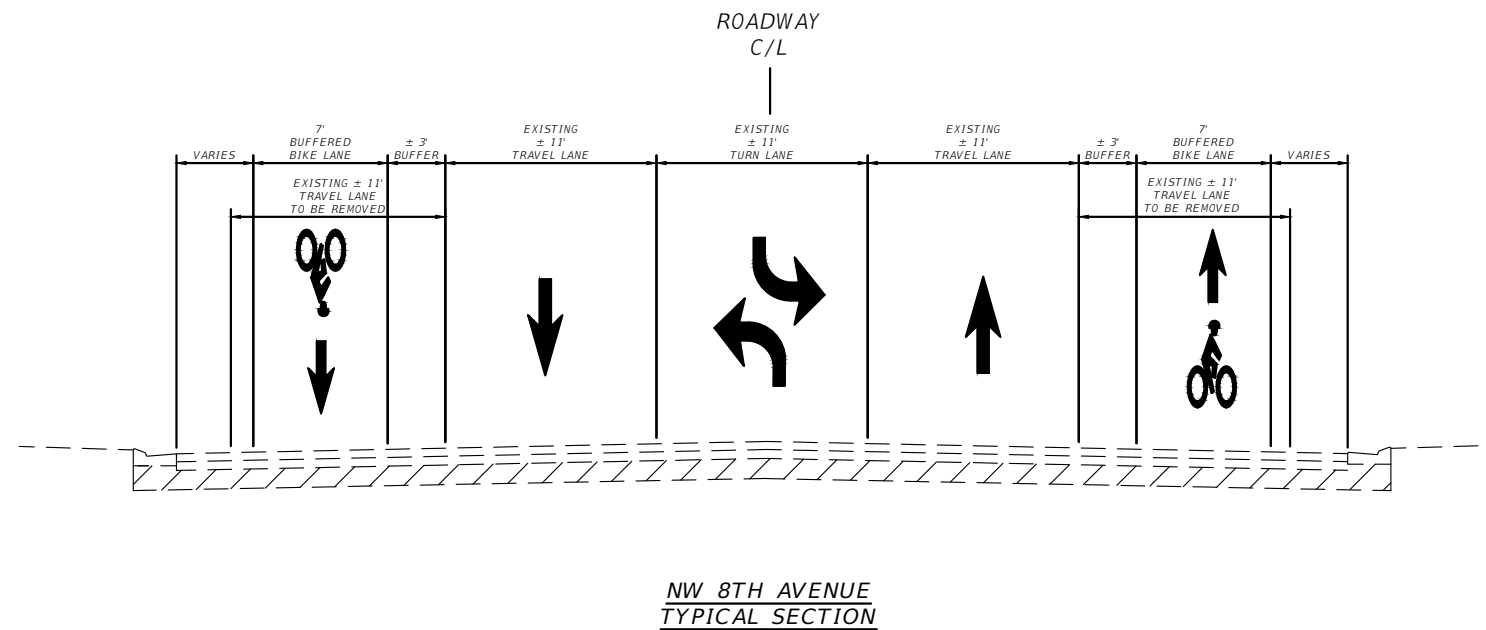 ROADWAY
C/L
VARIES
7'
BUFFERED
BIKE LANE
± 3'
BUFFER
EXISTING
± 11'
TRAVEL LANE
EXISTING
± 11'
TURN LANE
EXISTING
± 11'
TRAVEL LANE
± 3'
BUFFER
7'
BUFFERED
BIKE LANE
VARIES
EXISTING ± 11'
TRAVEL LANE
TO BE REMOVED
EXISTING ± 11'
TRAVEL LANE
TO BE REMOVED
NW 8TH AVENUE
TYPICAL SECTION